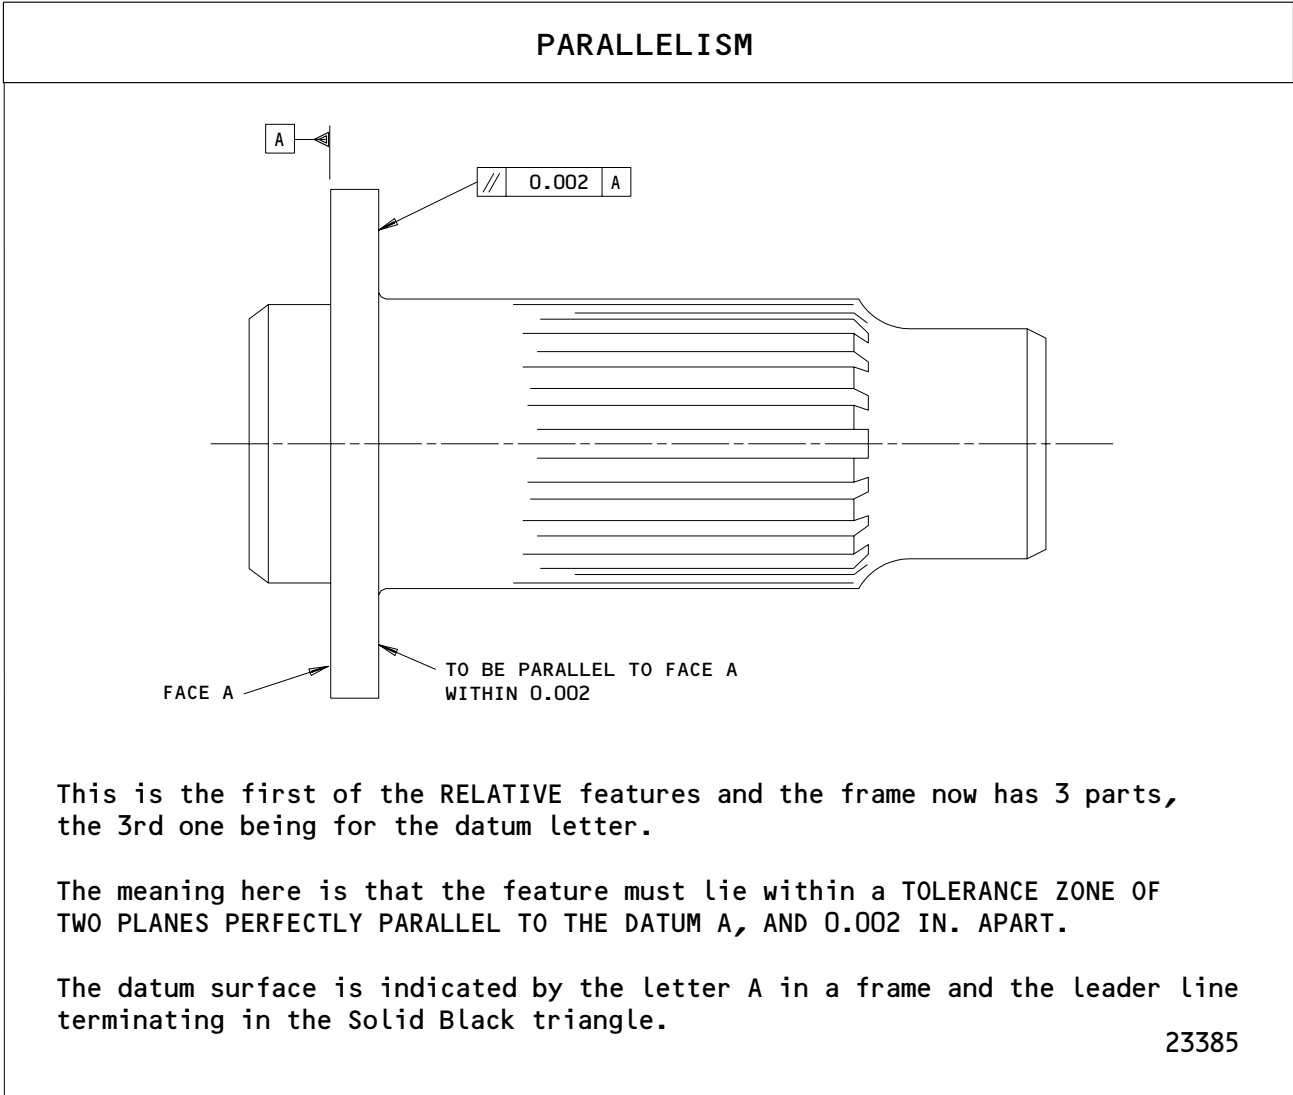 PARALLELISM
A
// 0.002 A
FACE A
TO BE PARALLEL TO FACE A
WITHIN 0.002
This is the first of the RELATIVE features and the frame now has 3 parts,
the 3rd one being for the datum letter.
The meaning here is that the feature must lie within a TOLERANCE ZONE OF
TWO PLANES PERFECTLY PARALLEL TO THE DATUM A, AND 0.002 IN. APART.
The datum surface is indicated by the letter A in a frame and the leader line
terminating in the Solid Black triangle.
23385